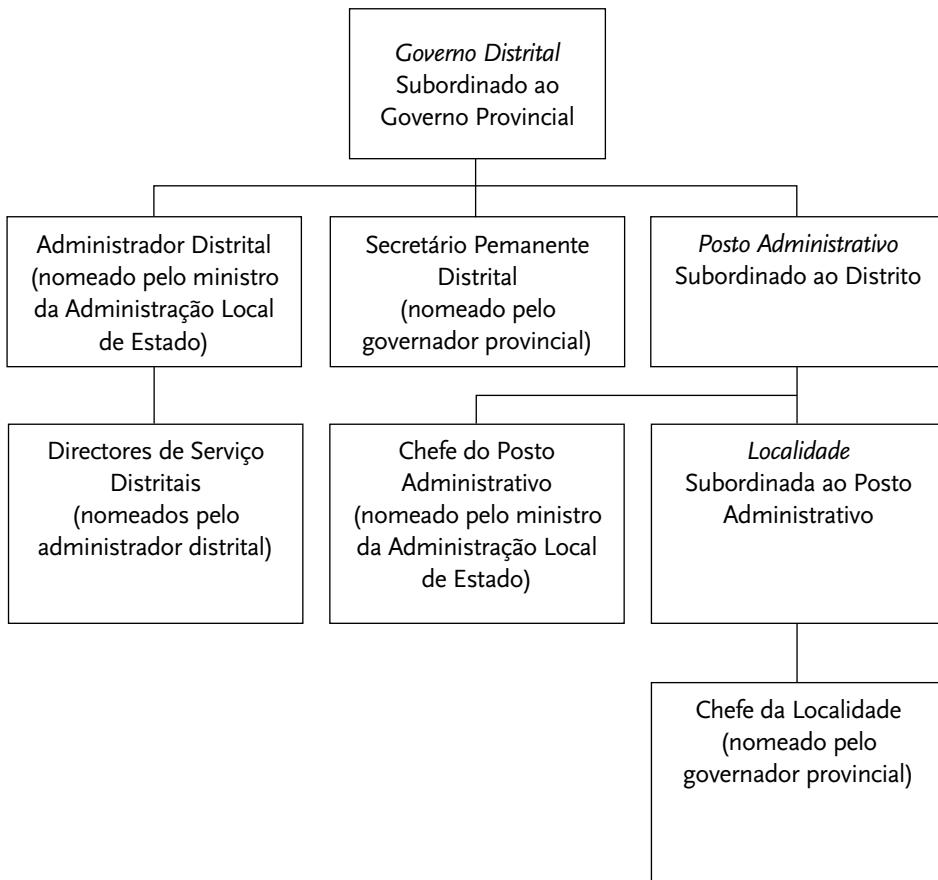 Governo Distrital
Subordinado ao
Governo Provincial
Administrador Distrital
(nomeado pelo ministro
da Administração Local
de Estado)
Secretário Pemanente
Distrital
(nomeado pelo
governador provincial)
Posto Administrativo
Subordinado ao Distrito
Directores de Serviço
Distritais
(nomeados pelo
administrador distrital)
Chefe do Posto
Administrativo
(nomeado pelo ministro
da Administração Local
de Estado)
Localidade
Subordinada ao Posto
Administrativo
Chefe da Localidade
(nomeado pelo
governador provincial)